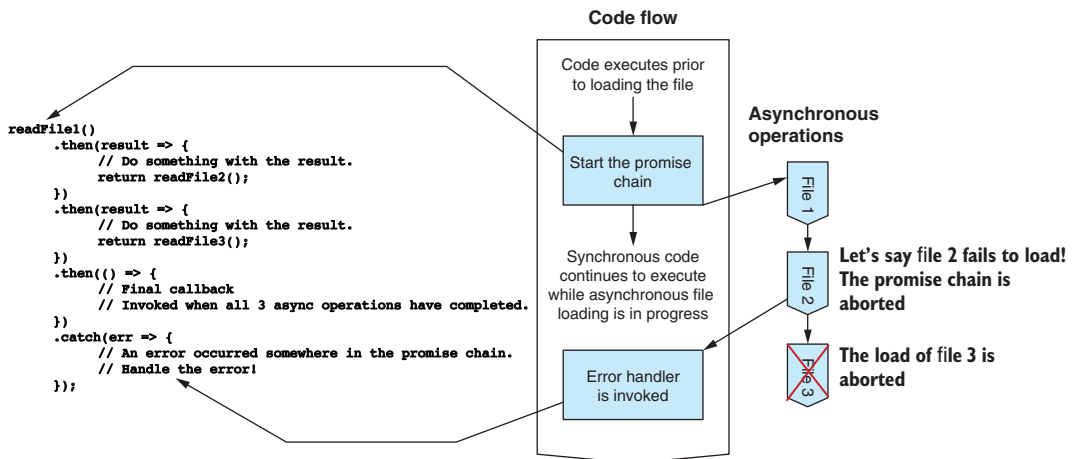 Code flow
Code executes prior
to loading the file
readFile1()
.then(result => {
// Do something with the result.
return readFile2();
})
.then(result => {
// Do something with the result.
return readFile3();
})
.then(() => {
// Final callback
// Invoked when all 3 async operations have completed.
})
.catch(err => {
// An error occurred somewhere in the promise chain.
// Handle the error!
});
Start the promise
chain
Synchronous code
continues to execute
while asynchronous file
loading is in progress
Error handler
is invoked
Asynchronous
operations
File 1
File 2
Let's say file 2 fails to load!
The promise chain is
aborted
File 3
The load of file 3 is
aborted